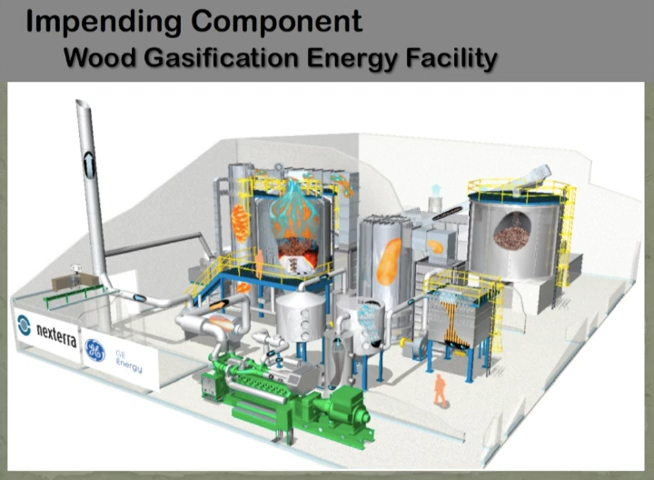 Impending Component
Wood Gasification Energy Facility
nexterra
GE
Energy